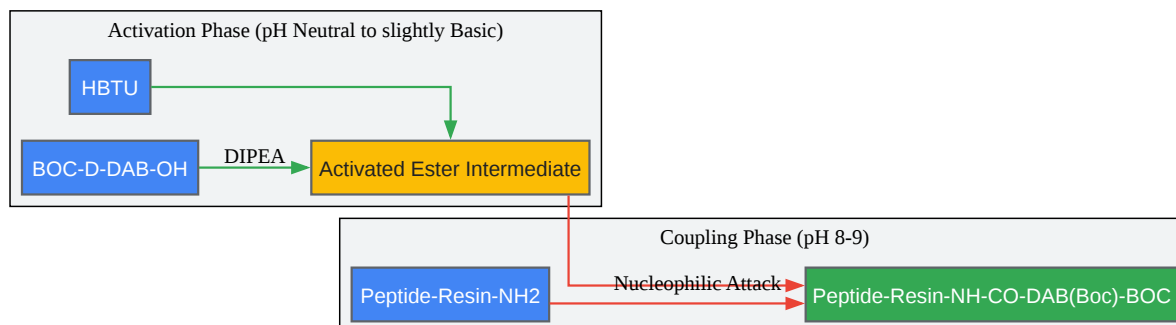 Activation Phase (pH Neutral to slightly Basic)
HBTU
BOC-D-DAB-OH
DIPEA
Activated Ester Intermediate
Coupling Phase (pH 8-9)
Peptide-Resin-NH2
Nucleophilic Attack
Peptide-Resin-NH-CO-DAB(Boc)-BOC